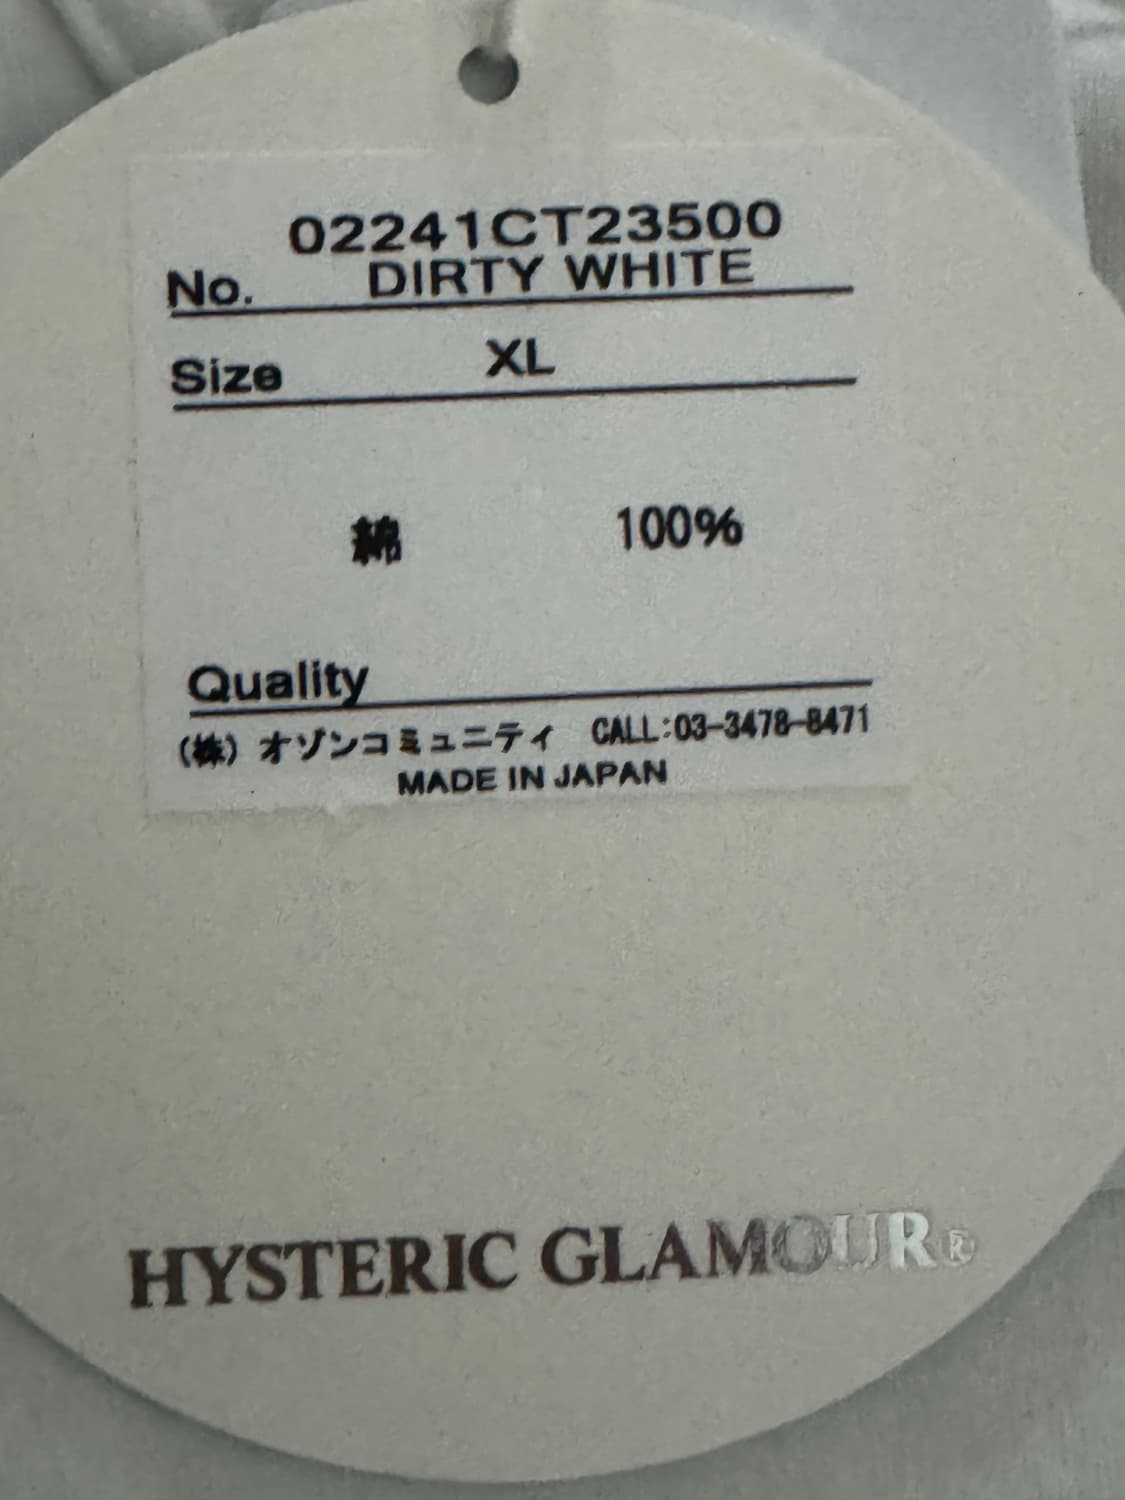 02241CT23500
No. DIRTY WHITE
Size XL
綿 100%
Quality
(株) オゾンコミュニティ CALL:03-3478-8471
MADE IN JAPAN
HYSTERIC GLAMOUR®